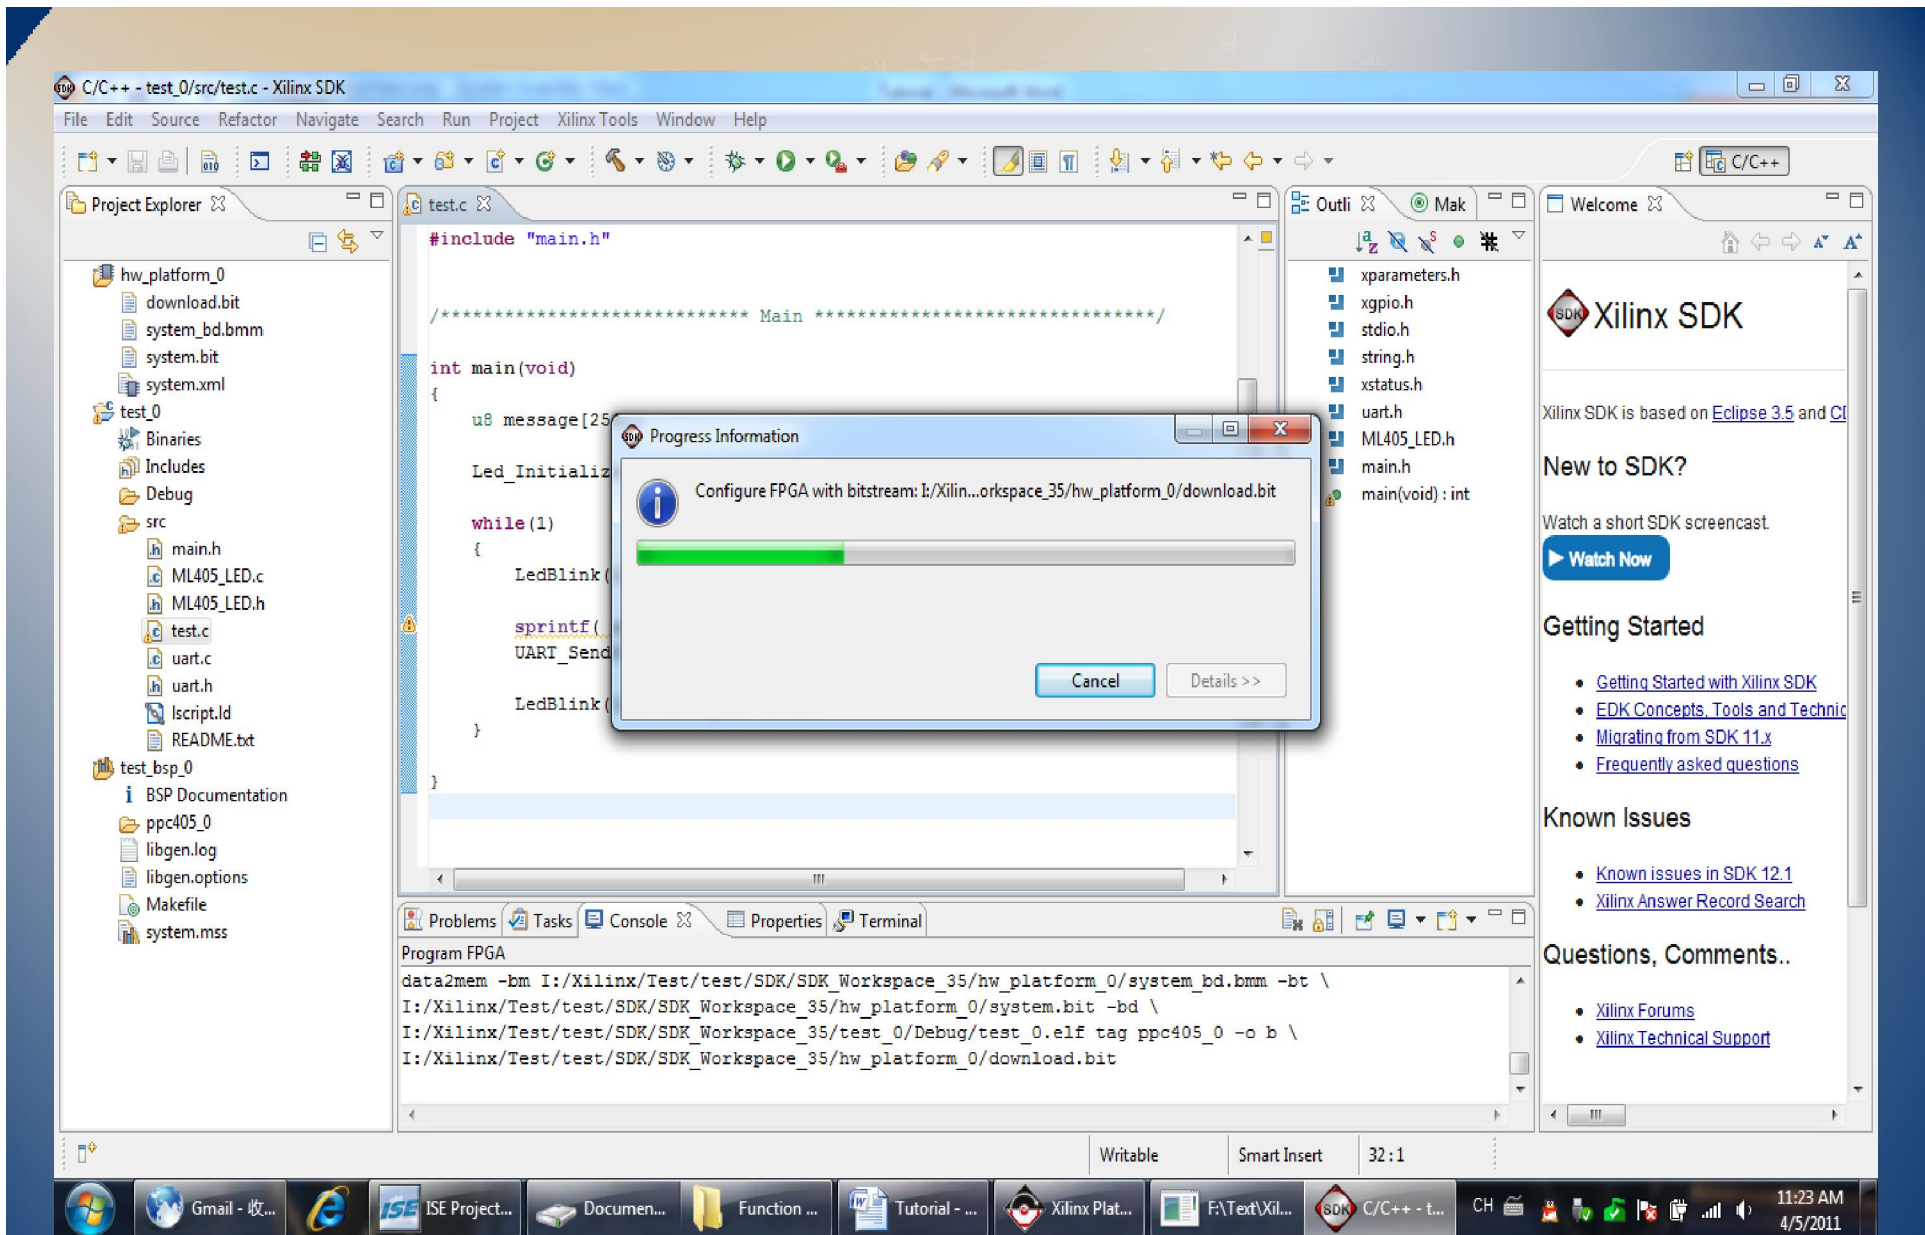 C/C++ - test_0/src/test.c - Xilinx SDK
File Edit Source Refactor Navigate Search Run Project Xilinx Tools Window Help
C/C++
Project Explorer
hw_platform_0
download.bit
system_bd.bmm
system.bit
system.xml
test_0
Binaries
Includes
Debug
src
main.h
ML405_LED.c
ML405_LED.h
test.c
uart.c
uart.h
lscript.ld
README.txt
test_bsp_0
BSP Documentation
ppc405_0
libgen.log
libgen.options
Makefile
system.mss
test.c
#include "main.h"
/***************************** Main ********************************/
int main(void)
{
u8 message[25
Led_Initializ
while(1)
{
LedBlink(
sprintf(
UART_Send
LedBlink(
}
}
Progress Information
Configure FPGA with bitstream: I:/Xilin...orkspace_35/hw_platform_0/download.bit
Cancel
Details >>
Outli
Mak
xparameters.h
xgpio.h
stdio.h
string.h
xstatus.h
uart.h
ML405_LED.h
main.h
main(void) : int
Welcome
Xilinx SDK
Xilinx SDK is based on Eclipse 3.5 and
New to SDK?
Watch a short SDK screencast.
Watch Now
Getting Started
Getting Started with Xilinx SDK
EDK Concepts, Tools and Technic
Migrating from SDK 11.x
Frequently asked questions
Known Issues
Known issues in SDK 12.1
Xilinx Answer Record Search
Questions, Comments..
Xilinx Forums
Xilinx Technical Support
Problems Tasks Console Properties Terminal
Program FPGA
data2mem -bm I:/Xilinx/Test/test/SDK/SDK_Workspace_35/hw_platform_0/system_bd.bmm -bt \
I:/Xilinx/Test/test/SDK/SDK_Workspace_35/hw_platform_0/system.bit -bd \
I:/Xilinx/Test/test/SDK/SDK_Workspace_35/test_0/Debug/test_0.elf tag ppc405_0 -o b \
I:/Xilinx/Test/test/SDK/SDK_Workspace_35/hw_platform_0/download.bit
Writable
Smart Insert
32 : 1
Gmail - 收...
ISE Project...
Documen...
Function ...
Tutorial - ...
Xilinx Plat...
F:\Text\Xil...
C/C++ - t...
CH
11:23 AM
4/5/2011